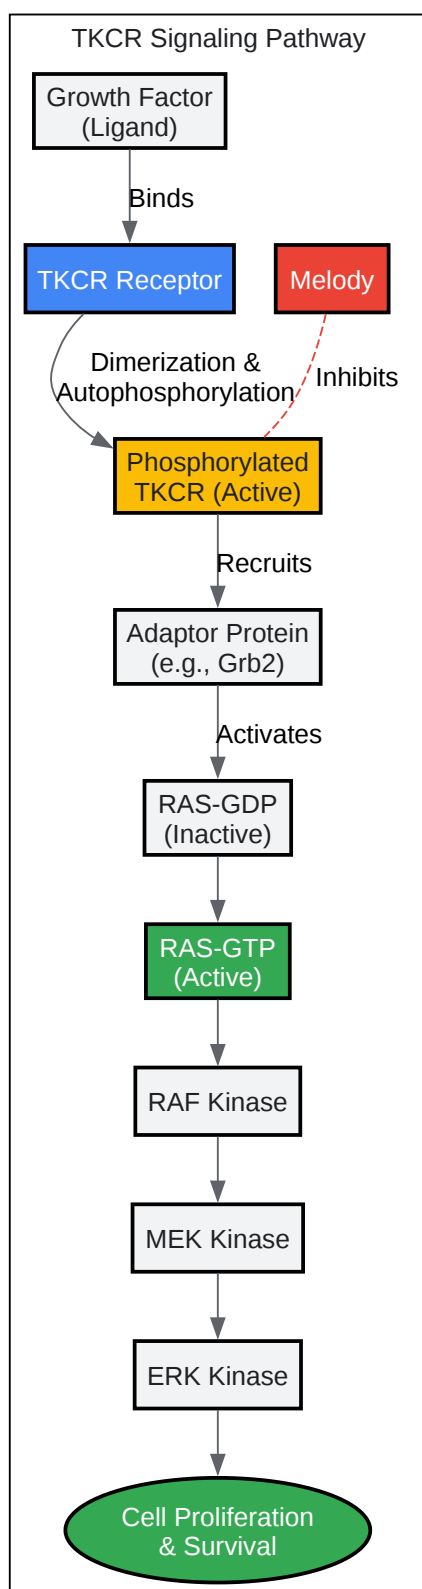 TKCR Signaling Pathway
Growth Factor
(Ligand)
Binds
TKCR Receptor
Melody
Dimerization &
Autophosphorylation
Inhibits
Phosphorylated
TKCR (Active)
Recruits
Adaptor Protein
(e.g., Grb2)
Activates
RAS-GDP
(Inactive)
RAS-GTP
(Active)
RAF Kinase
MEK Kinase
ERK Kinase
Cell Proliferation
& Survival